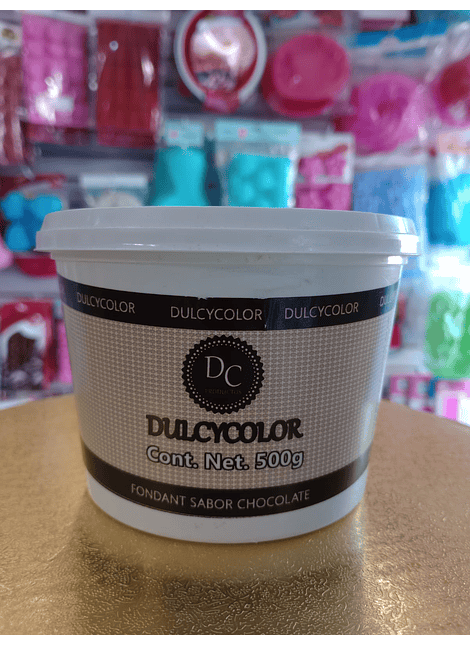 DULCYCOLOR DULCYCOLOR DULCYCOLOR
DC
DULCYCOLOR
Cont. Net. 500g
FONDANT SABOR CHOCOLATE